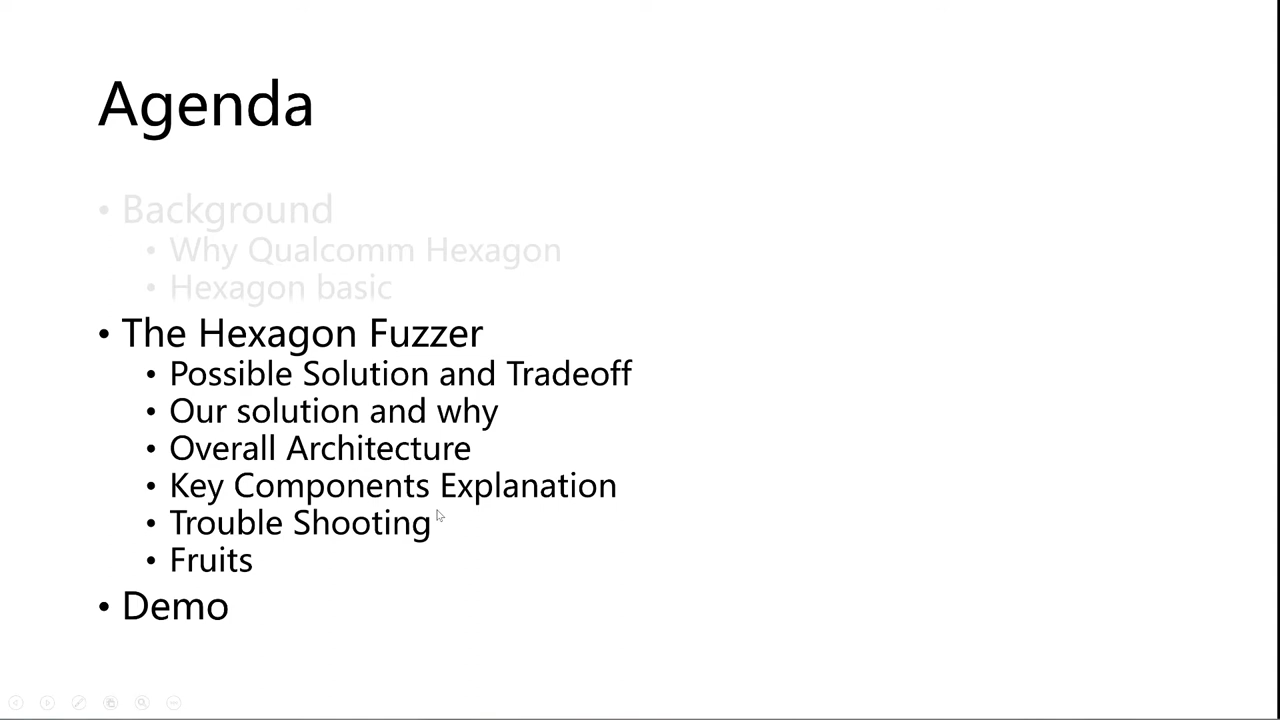 Agenda
• Background
• Why Qualcomm Hexagon
• Hexagon basic
• The Hexagon Fuzzer
• Possible Solution and Tradeoff
• Our solution and why
• Overall Architecture
• Key Components Explanation
• Trouble Shooting
• Fruits
• Demo